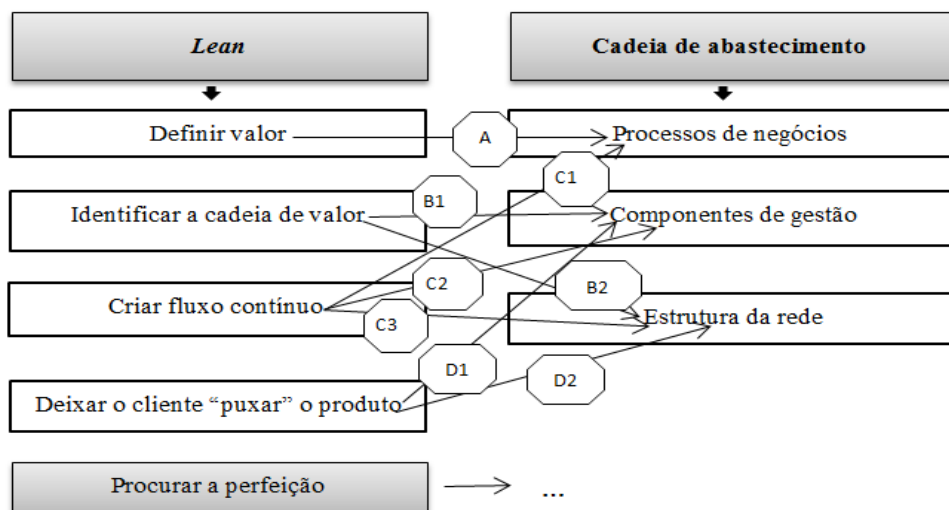 Lean
Cadeia de abastecimento
Definir valor
A
Processos de negócios
C1
Identificar a cadeia de valor
B1
Componentes de gestão
C2
B2
Criar fluxo contínuo
C3
Estrutura da rede
D1
D2
Deixar o cliente “puxar” o produto
Procurar a perfeição
...